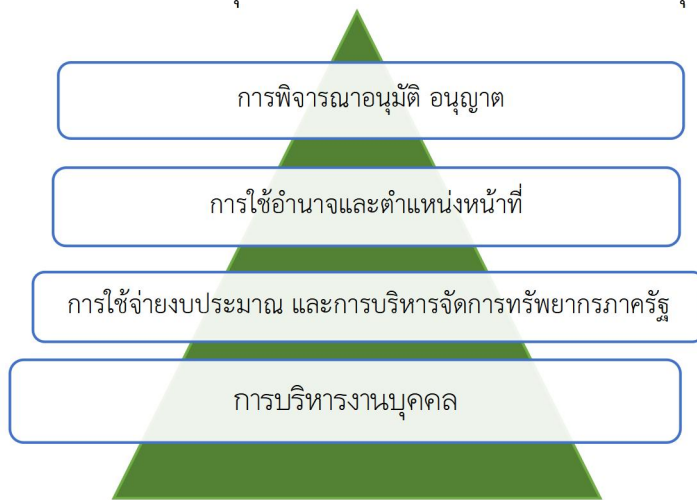 การพิจารณาอนุมัติ อนุญาต
การใช้อำนาจและตำแหน่งหน้าที่
การใช้จ่ายงบประมาณ และการบริหารจัดการทรัพยากรภาครัฐ
การบริหารงานบุคคล